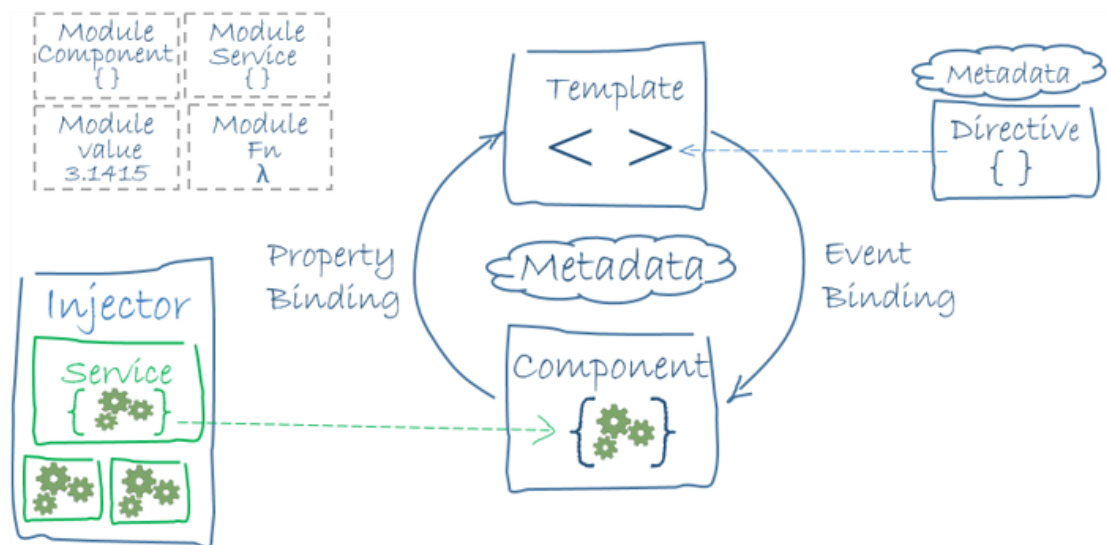 Module
Component
{ }
Module
Service
{ }
Module
value
3.1415
Module
Fn
λ
Template
< >
Metadata
Directive
{ }
Property
Binding
Metadata
Event
Binding
Injector
Service
{ }
Component
{ }